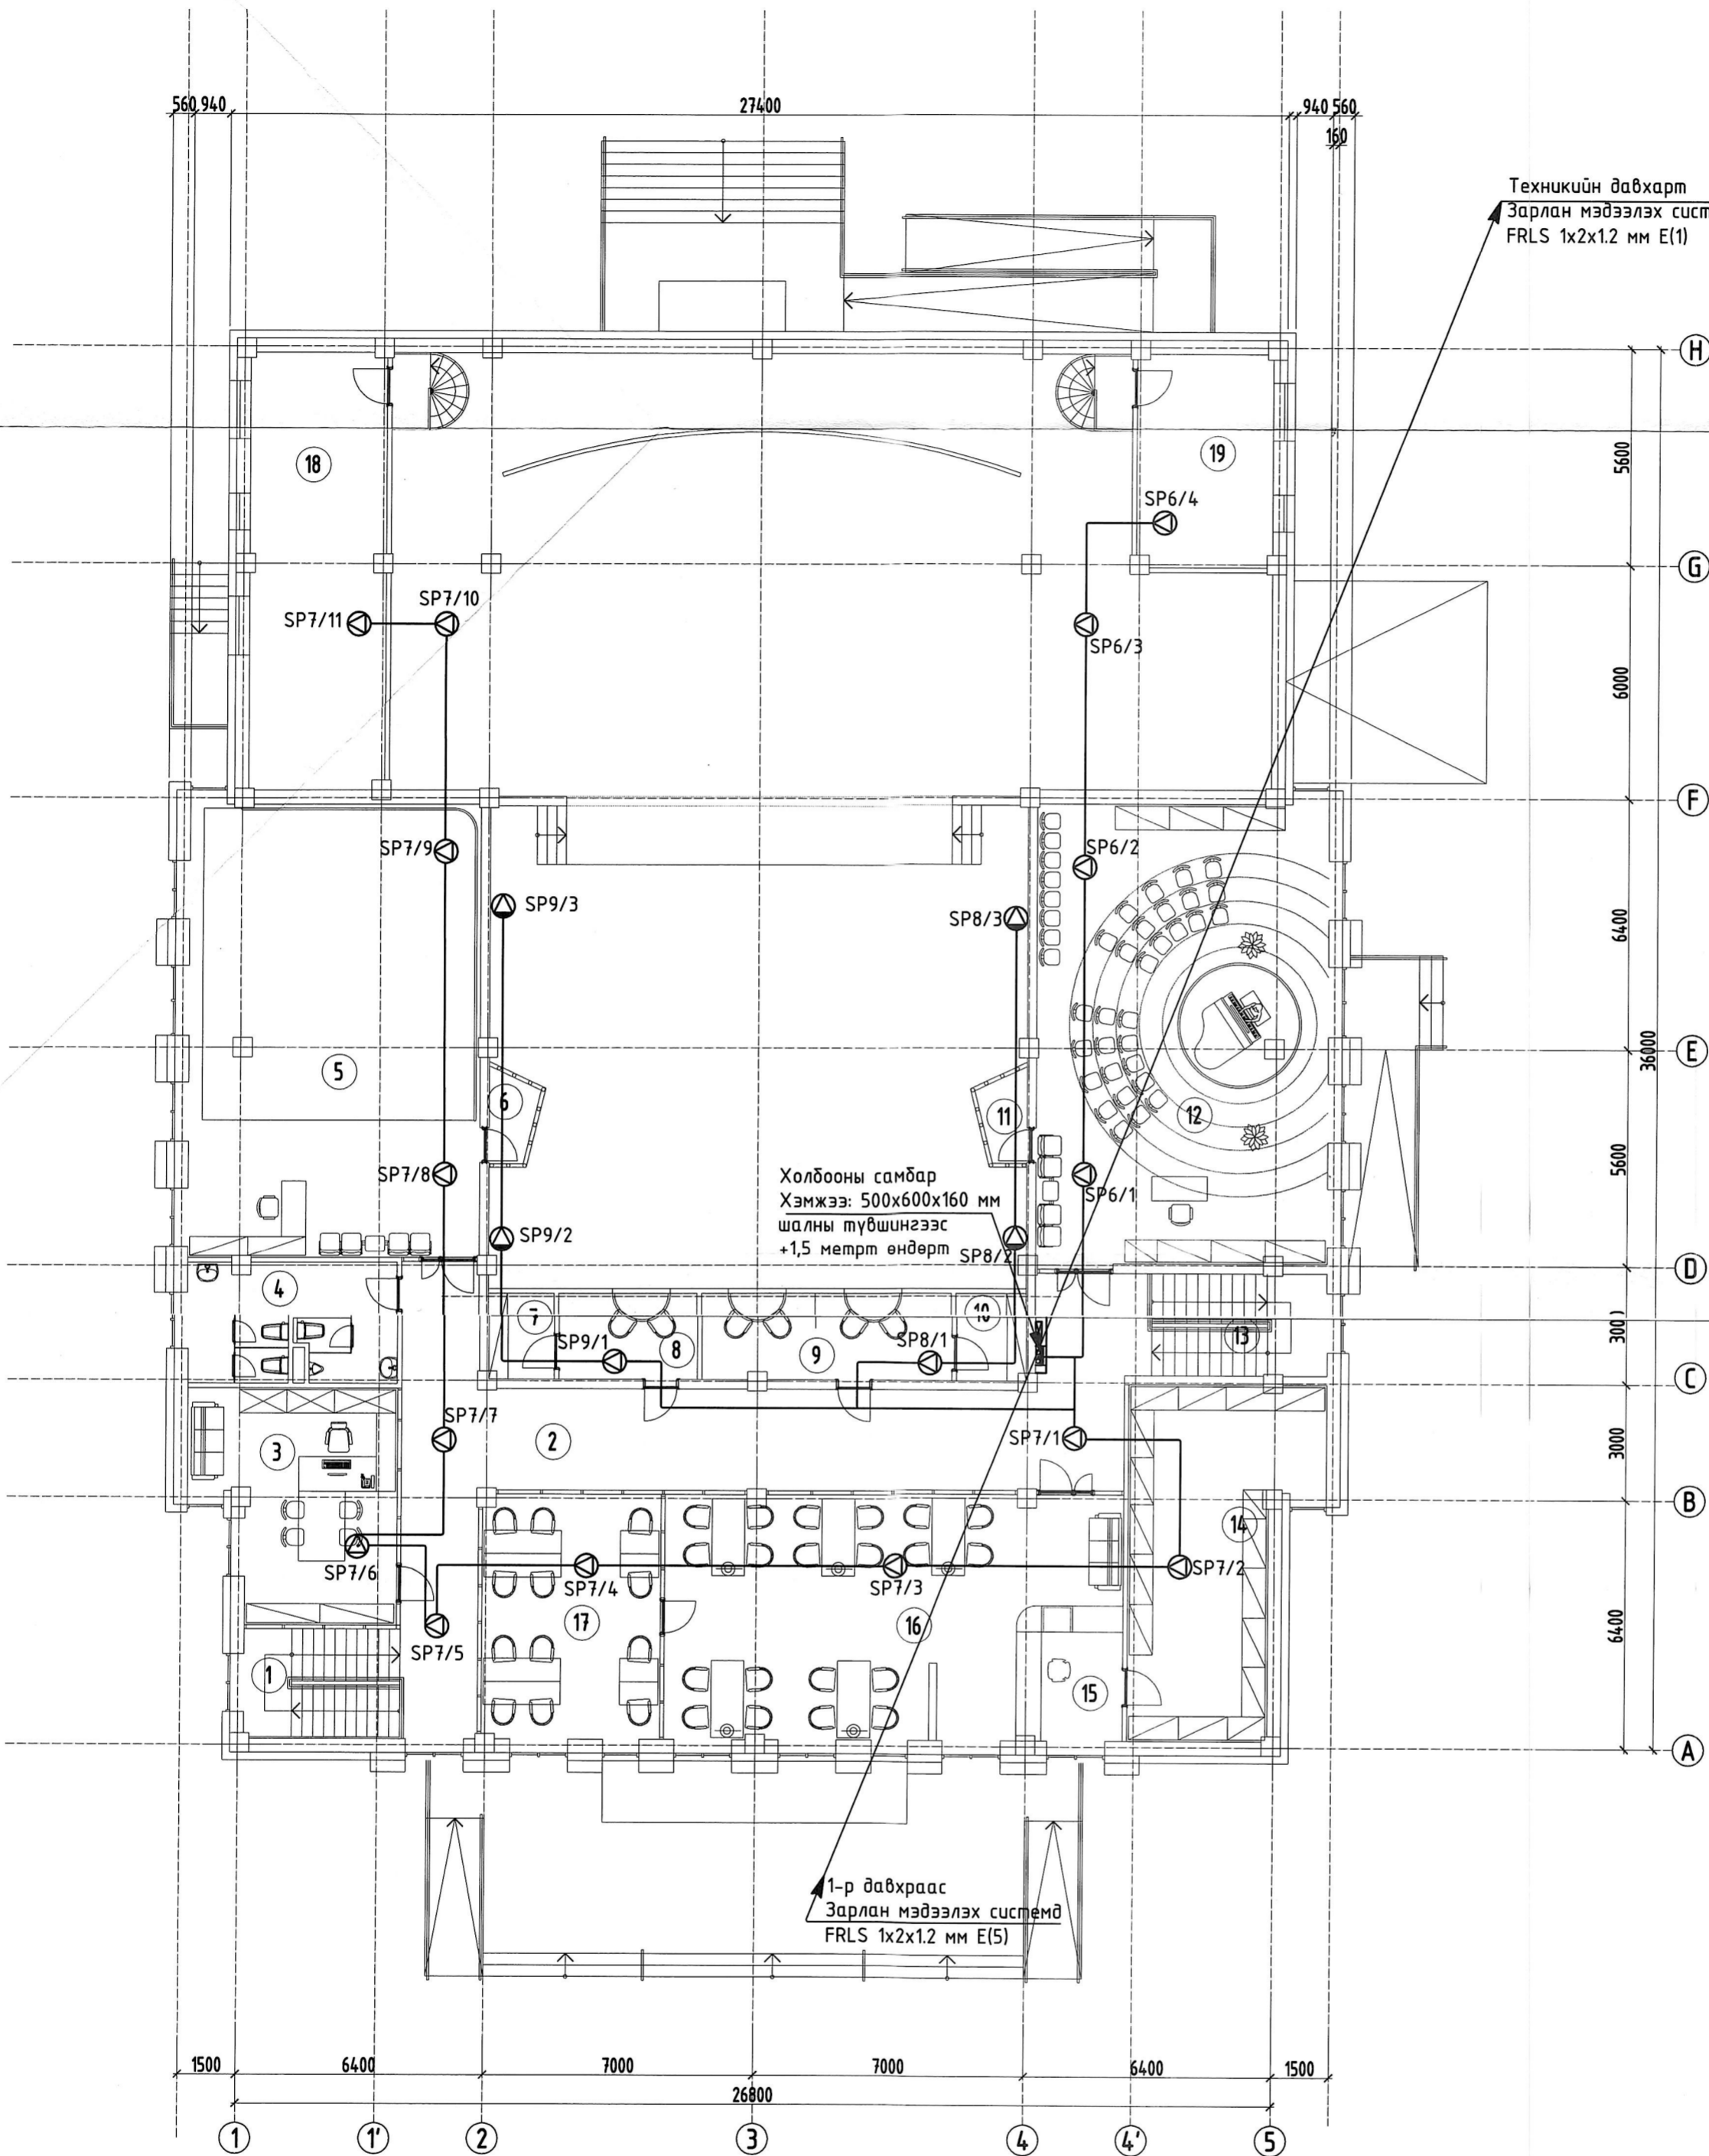 560 940
27400
940 560
160
Техникийн давхарт
Зарлан мэдээлэх сист
FRLS 1x2x1.2 мм E(1)
H
18
19
5600
SP6/4
G
SP7/11
SP7/10
SP6/3
6000
F
SP7/9
SP6/2
SP9/3
SP8/3
6400
36000
E
5
6
11
12
5600
Холбооны самбар
Хэмжээ: 500x600x160 мм
шалны түвшингээс
+1,5 метрт өндөрт
SP7/8
SP6/1
SP9/2
SP8/2
D
4
7
10
13
SP9/1
8
9
SP8/1
C
SP7/7
3
2
SP7/1
3000
B
14
SP7/6
SP7/4
SP7/3
SP7/2
17
16
6400
SP7/5
1
15
A
1-р давхраас
Зарлан мэдээлэх системд
FRLS 1x2x1.2 мм E(5)
1500
6400
7000
7000
6400
1500
26800
1
1'
2
3
4
4'
5